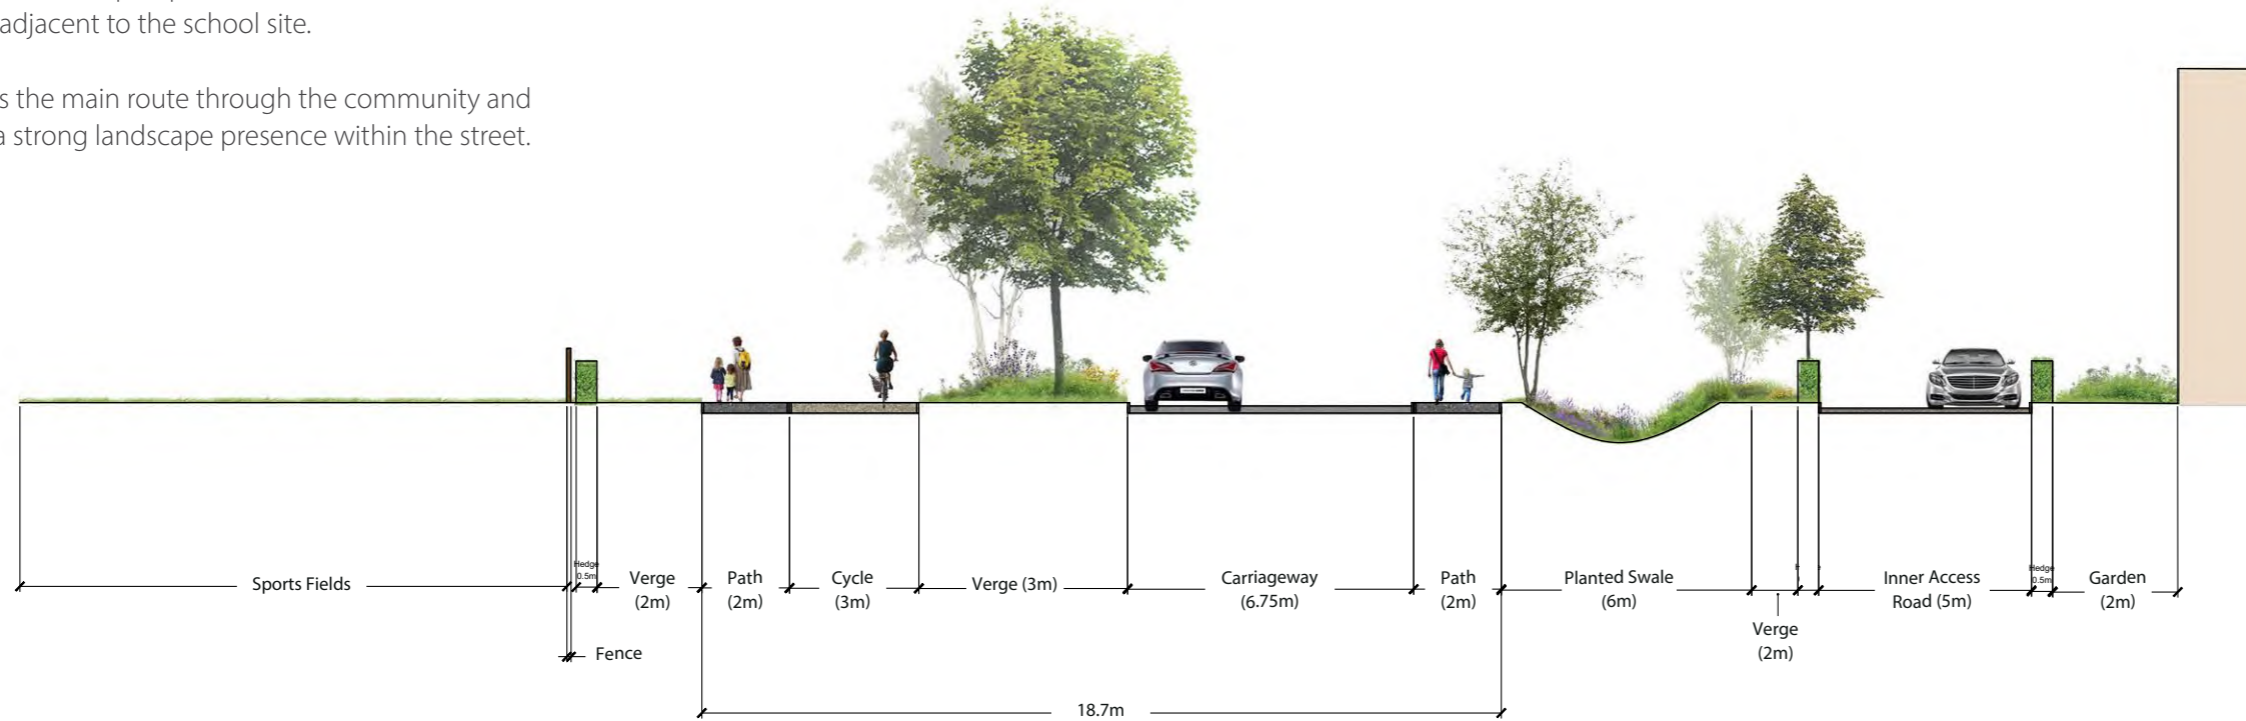 adjacent to the school site.
s the main route through the community and
a strong landscape presence within the street.
Sports Fields
Fence
Hedge
0.5m
Verge
(2m)
Path
(2m)
Cycle
(3m)
Verge (3m)
Carriageway
(6.75m)
Path
(2m)
Planted Swale
(6m)
Verge
(2m)
Inner Access
Road (5m)
Hedge
0.5m
Garden
(2m)
18.7m